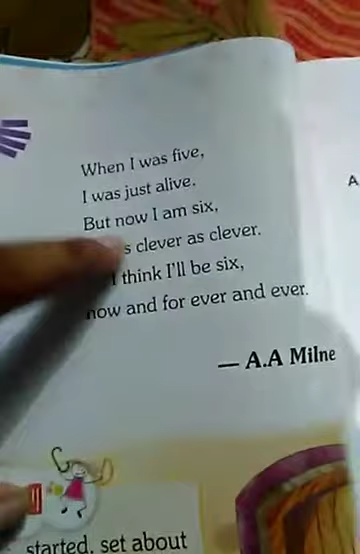 When I was five,
I was just alive.
But now I am six,
clever as clever.
I think I'll be six,
now and for ever and ever.
— A.A Milne
A
started, set about